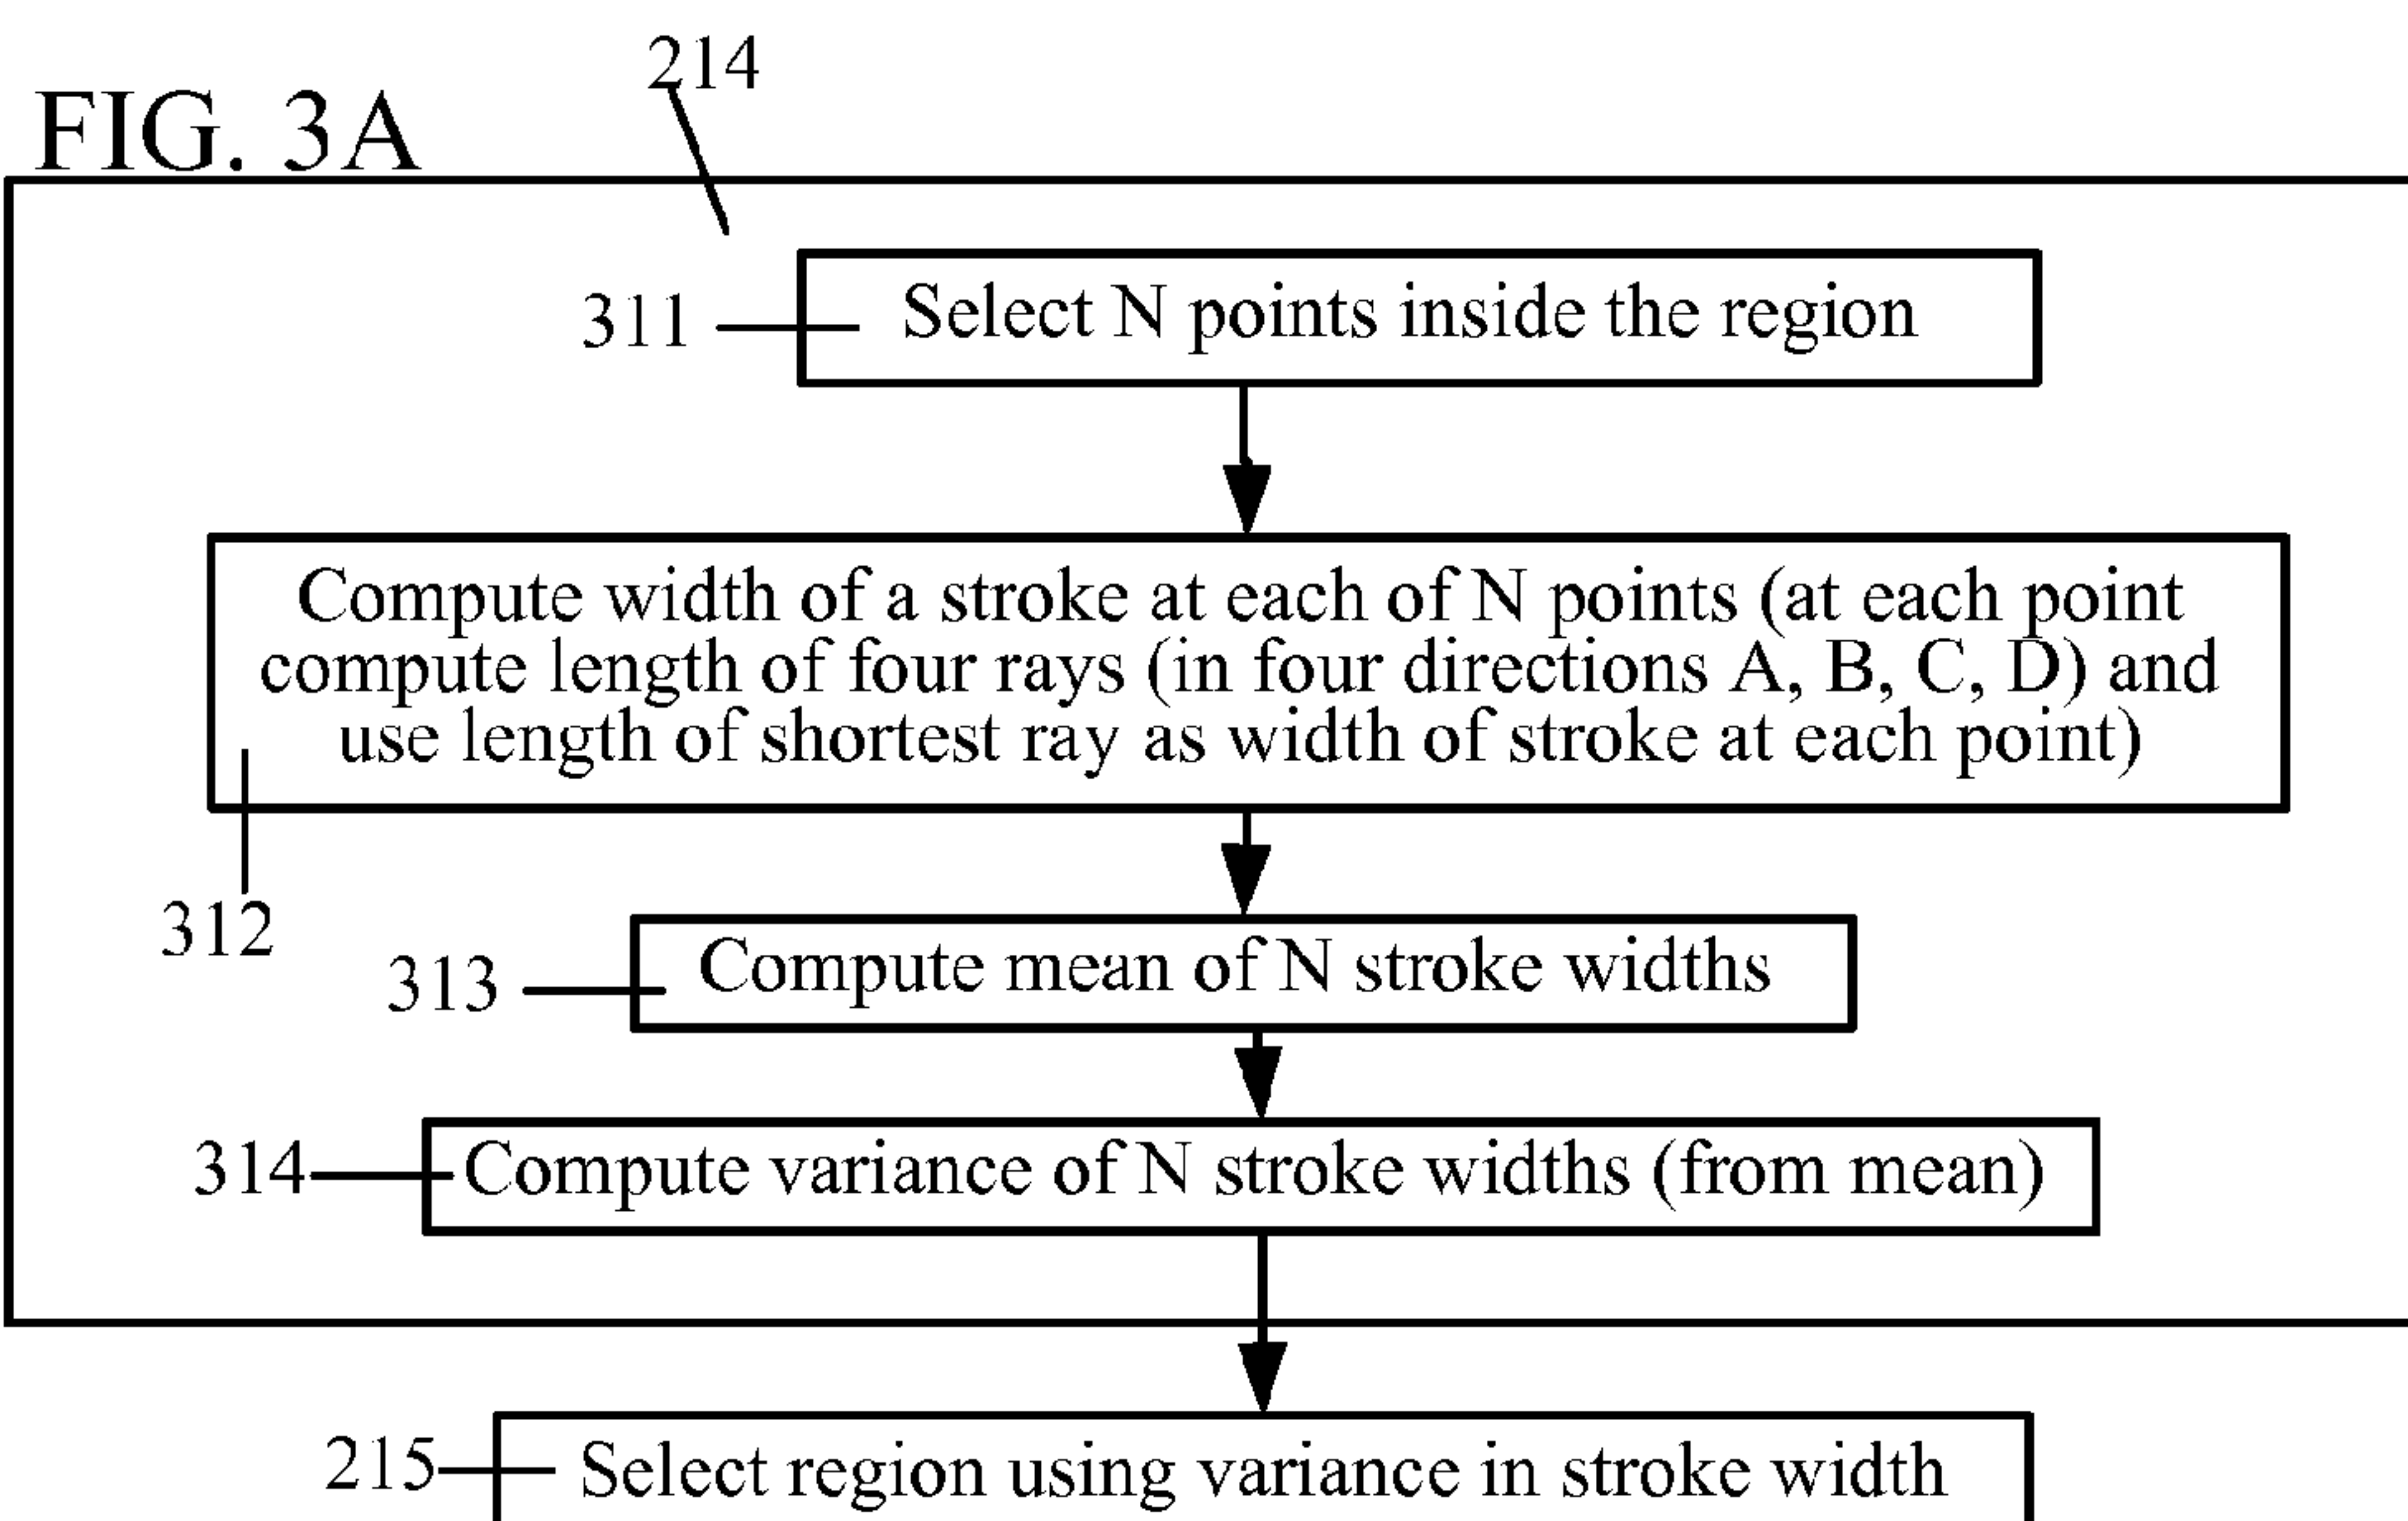 214
FIG. 3A
311
Select N points inside the region
Compute width of a stroke at each of N points (at each point
compute length of four rays (in four directions A, B, C, D) and
use length of shortest ray as width of stroke at each point)
312
313
Compute mean of N stroke widths
314
Compute variance of N stroke widths (from mean)
215
Select region using variance in stroke width